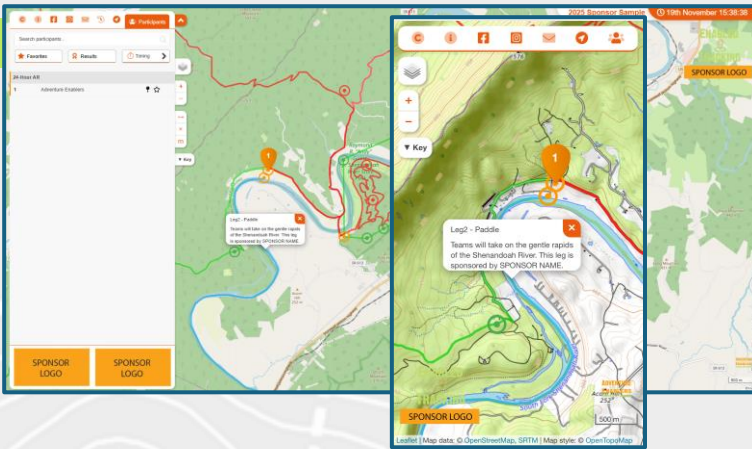 2025 Sponsor Sample
19th November 15:38:38
Participants
Search participants...
Favorites
Results
Timing
24-Hour AR
1 Adventure Enablers
Key
1
Leg2 - Paddle
Teams will take on the gentle rapids
of the Shenandoah River. This leg
is sponsored by SPONSOR NAME.
SPONSOR
LOGO
SPONSOR
LOGO
+
−
Key
1
Leg2 - Paddle
Teams will take on the gentle rapids
of the Shenandoah River. This leg is
sponsored by SPONSOR NAME.
TRACKING
SPONSOR LOGO
500 m
Leaflet | Map data: © OpenStreetMap, SRTM | Map style: © OpenTopoMap
SPONSOR LOGO